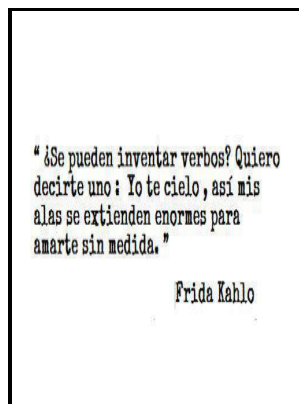 “ ¿Se pueden inventar verbos? Quiero
decirte uno : Yo te cielo , así mis
alas se extienden enormes para
amarte sin medida. ”
Frida Kahlo